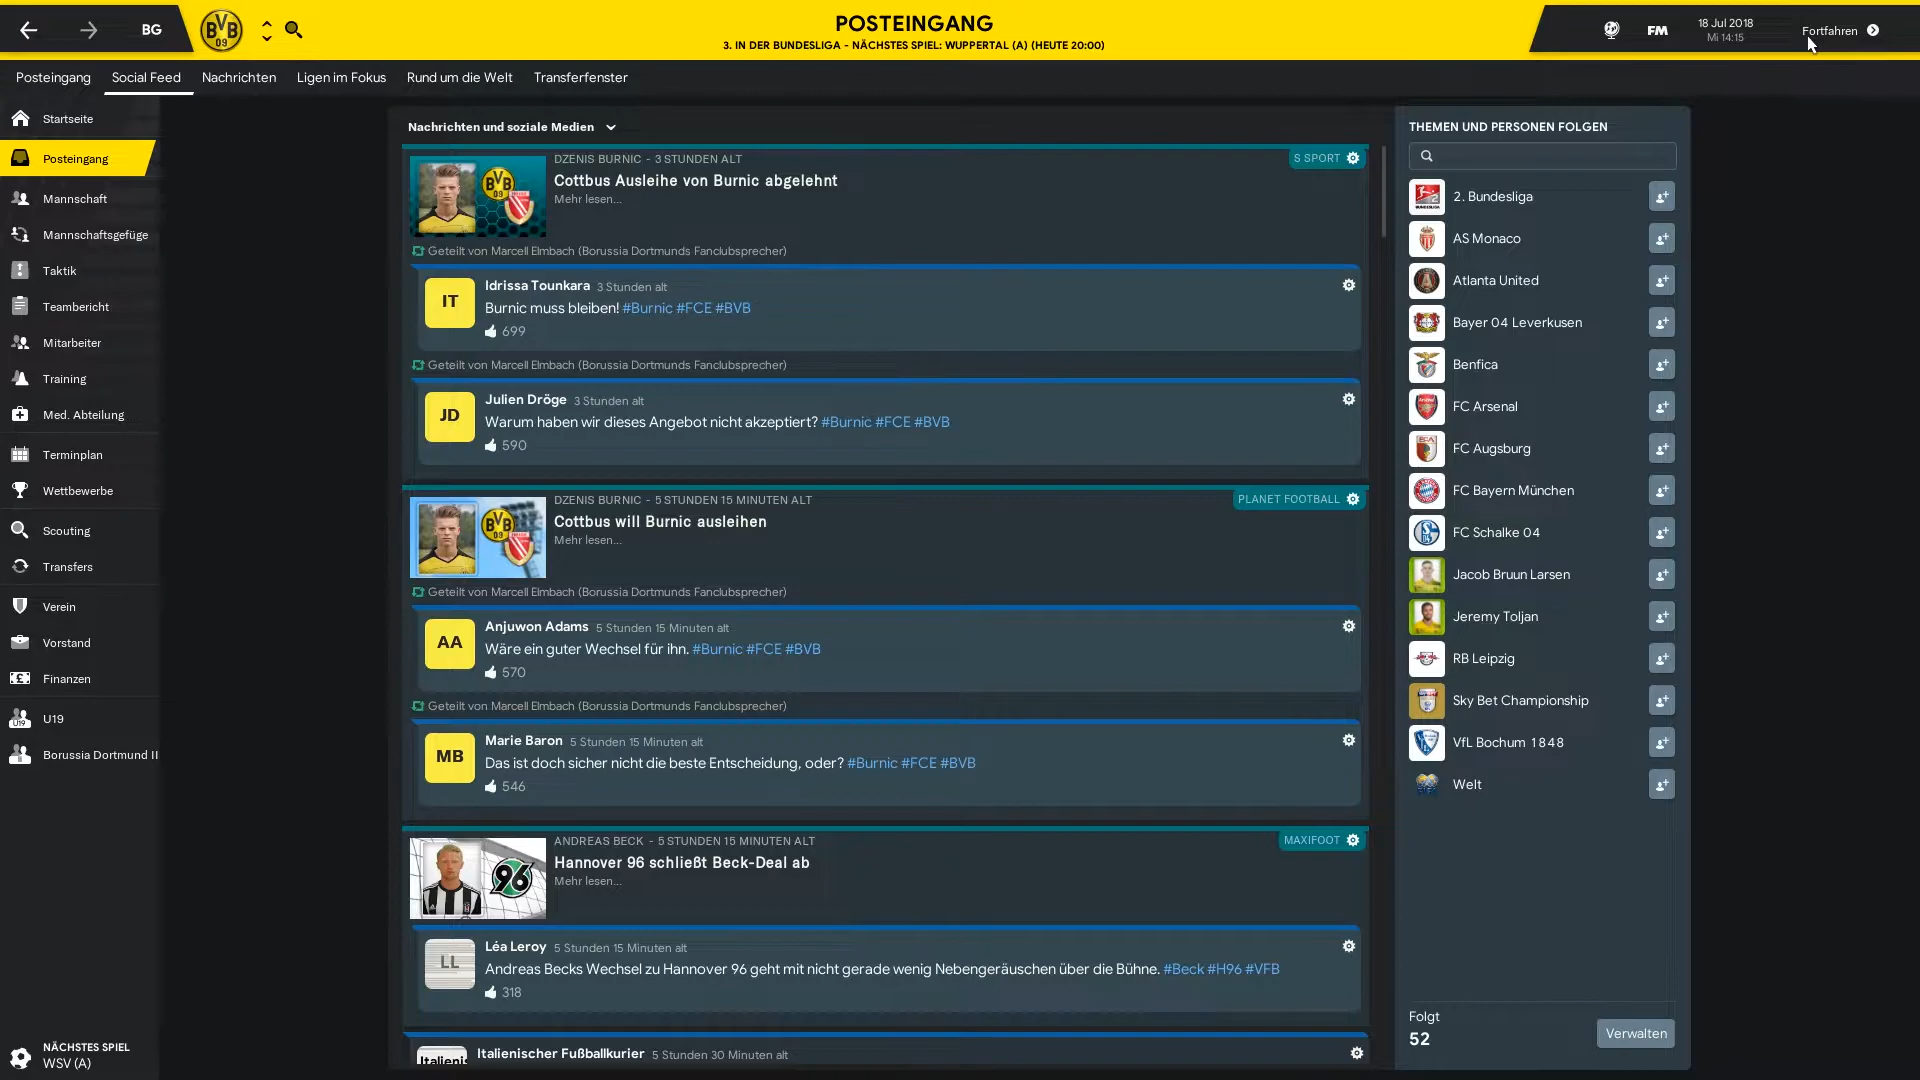 BG
BVB
09
POSTEINGANG
3. IN DER BUNDESLIGA - NÄCHSTES SPIEL: WUPPERTAL (A) (HEUTE 20:00)
FM
18 Jul 2018
Mi 14:15
Fortfahren
Posteingang
Social Feed
Nachrichten
Ligen im Fokus
Rund um die Welt
Transferfenster
Startseite
Posteingang
Mannschaft
Mannschaftsgefüge
Taktik
Teambericht
Mitarbeiter
Training
Med. Abteilung
Terminplan
Wettbewerbe
Scouting
Transfers
Verein
Vorstand
Finanzen
U19
Borussia Dortmund II
NÄCHSTES SPIEL
WSV (A)
Nachrichten und soziale Medien
DZENIS BURNIC - 3 STUNDEN ALT
S SPORT
Cottbus Ausleihe von Burnic abgelehnt
Mehr lesen...
Geteilt von Marcell Elmbach (Borussia Dortmunds Fanclubsprecher)
IT
Idrissa Tounkara 3 Stunden alt
Burnic muss bleiben! #Burnic #FCE #BVB
699
Geteilt von Marcell Elmbach (Borussia Dortmunds Fanclubsprecher)
JD
Julien Dröge 3 Stunden alt
Warum haben wir dieses Angebot nicht akzeptiert? #Burnic #FCE #BVB
590
DZENIS BURNIC - 5 STUNDEN 15 MINUTEN ALT
PLANET FOOTBALL
Cottbus will Burnic ausleihen
Mehr lesen...
Geteilt von Marcell Elmbach (Borussia Dortmunds Fanclubsprecher)
AA
Anjuwon Adams 5 Stunden 15 Minuten alt
Wäre ein guter Wechsel für ihn. #Burnic #FCE #BVB
570
Geteilt von Marcell Elmbach (Borussia Dortmunds Fanclubsprecher)
MB
Marie Baron 5 Stunden 15 Minuten alt
Das ist doch sicher nicht die beste Entscheidung, oder? #Burnic #FCE #BVB
546
ANDREAS BECK - 5 STUNDEN 15 MINUTEN ALT
MAXIFOOT
Hannover 96 schließt Beck-Deal ab
Mehr lesen...
LL
Léa Leroy 5 Stunden 15 Minuten alt
Andreas Becks Wechsel zu Hannover 96 geht mit nicht gerade wenig Nebengeräuschen über die Bühne. #Beck #H96 #VFB
318
Italienischer Fußballkurier 5 Stunden 30 Minuten alt
THEMEN UND PERSONEN FOLGEN
2. Bundesliga
AS Monaco
Atlanta United
Bayer 04 Leverkusen
Benfica
FC Arsenal
FC Augsburg
FC Bayern München
FC Schalke 04
Jacob Bruun Larsen
Jeremy Toljan
RB Leipzig
Sky Bet Championship
VfL Bochum 1848
Welt
Folgt
52
Verwalten